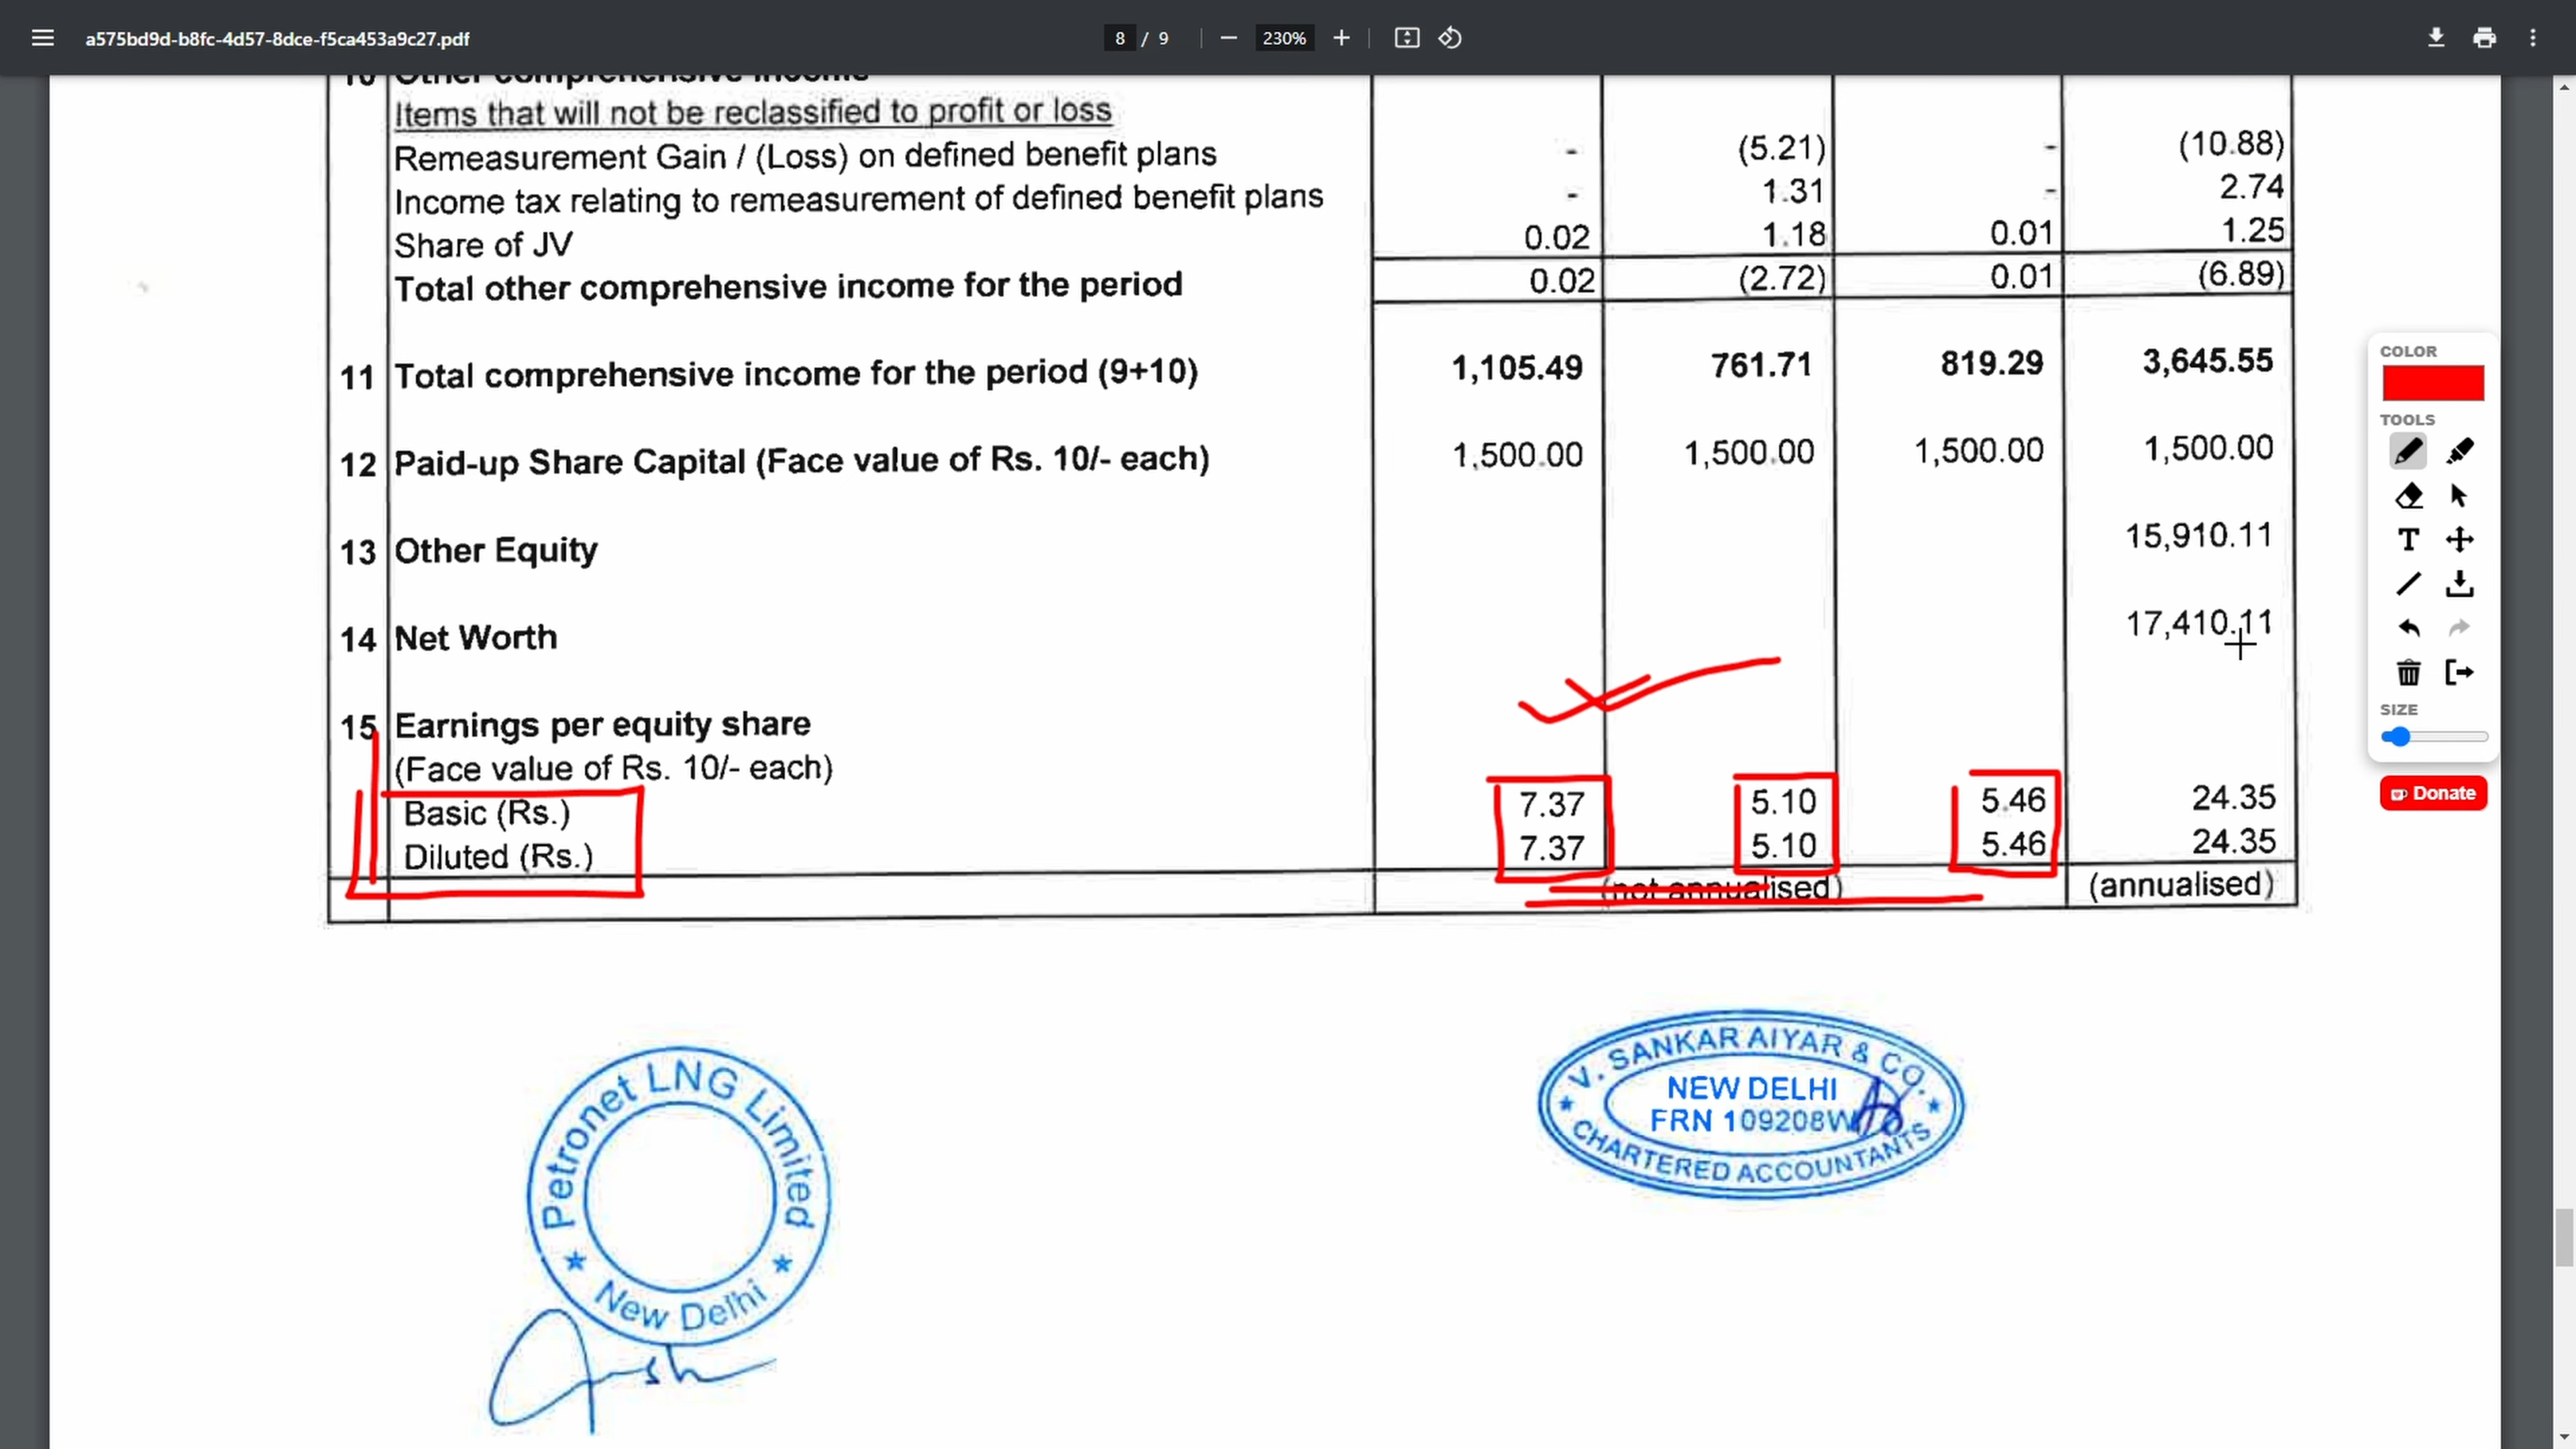 a575bd9d-b8fc-4d57-8dce-f5ca453a9c27.pdf
8 / 9
230%
10 Other comprehensive income
Items that will not be reclassified to profit or loss
Remeasurement Gain / (Loss) on defined benefit plans - (5.21) - (10.88)
Income tax relating to remeasurement of defined benefit plans - 1.31 - 2.74
Share of JV 0.02 1.18 0.01 1.25
Total other comprehensive income for the period 0.02 (2.72) 0.01 (6.89)
11 Total comprehensive income for the period (9+10) 1,105.49 761.71 819.29 3,645.55
12 Paid-up Share Capital (Face value of Rs. 10/- each) 1,500.00 1,500.00 1,500.00 1,500.00
13 Other Equity 15,910.11
14 Net Worth 17,410.11
15 Earnings per equity share
(Face value of Rs. 10/- each)
Basic (Rs.) 7.37 5.10 5.46 24.35
Diluted (Rs.) 7.37 5.10 5.46 24.35
(not annualised) (annualised)
COLOR
TOOLS
T
SIZE
Donate
Petronet LNG Limited
New Delhi
V. SANKAR AIYAR & CO.
NEW DELHI
FRN 109208W
CHARTERED ACCOUNTANTS